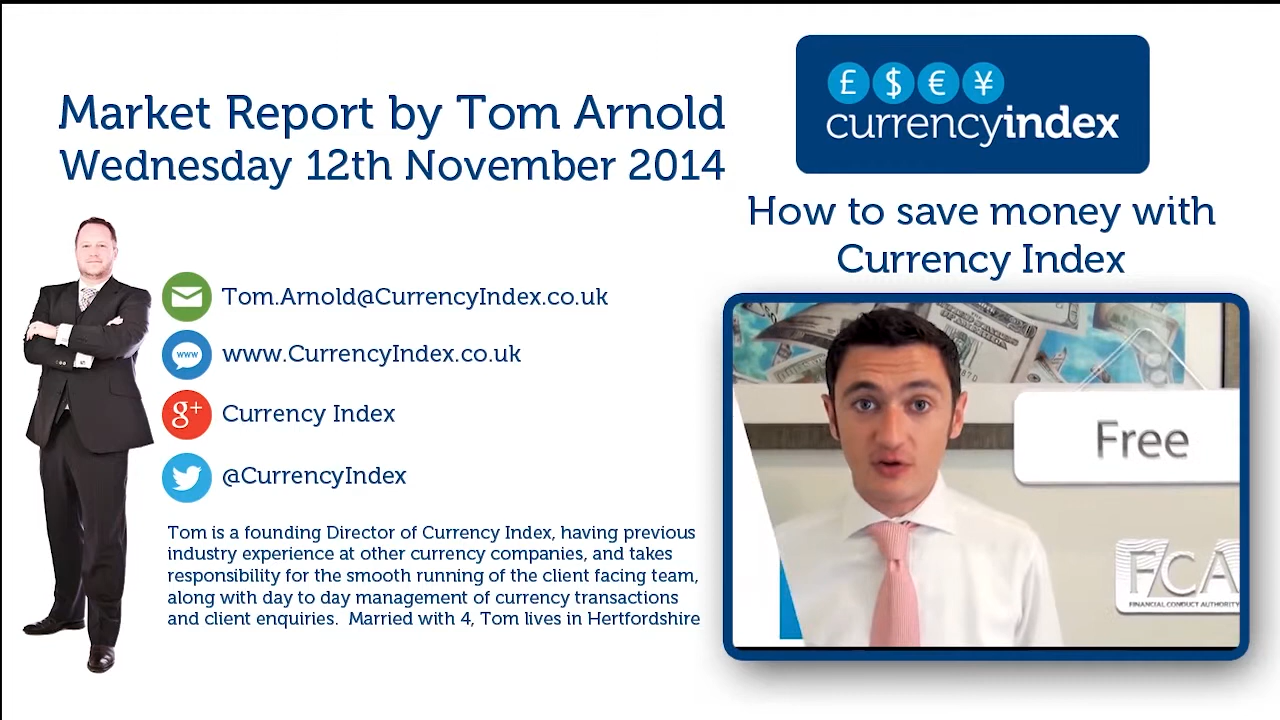 Market Report by Tom Arnold
Wednesday 12th November 2014
£ $ € ¥
currencyindex
How to save money with
Currency Index
Tom.Arnold@CurrencyIndex.co.uk
www
www.CurrencyIndex.co.uk
g+
Currency Index
@CurrencyIndex
Tom is a founding Director of Currency Index, having previous
industry experience at other currency companies, and takes
responsibility for the smooth running of the client facing team,
along with day to day management of currency transactions
and client enquiries. Married with 4, Tom lives in Hertfordshire
Free
FCA
FINANCIAL CONDUCT AUTHORITY